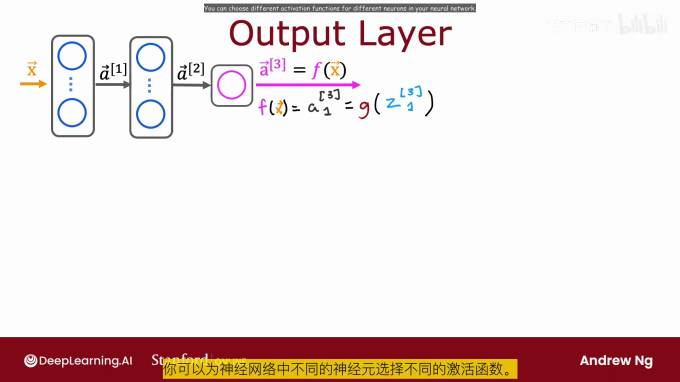 You can choose different activation functions for different neurons in your neural network.
bilibili
Output Layer
x⃗
a⃗[1]
a⃗[2]
a⃗[3] = f(x⃗)
f(x⃗) = a₁[3] = g(z₁[3])
DeepLearning.AI
Stanford
Andrew Ng
你可以为神经网络中不同的神经元选择不同的激活函数。